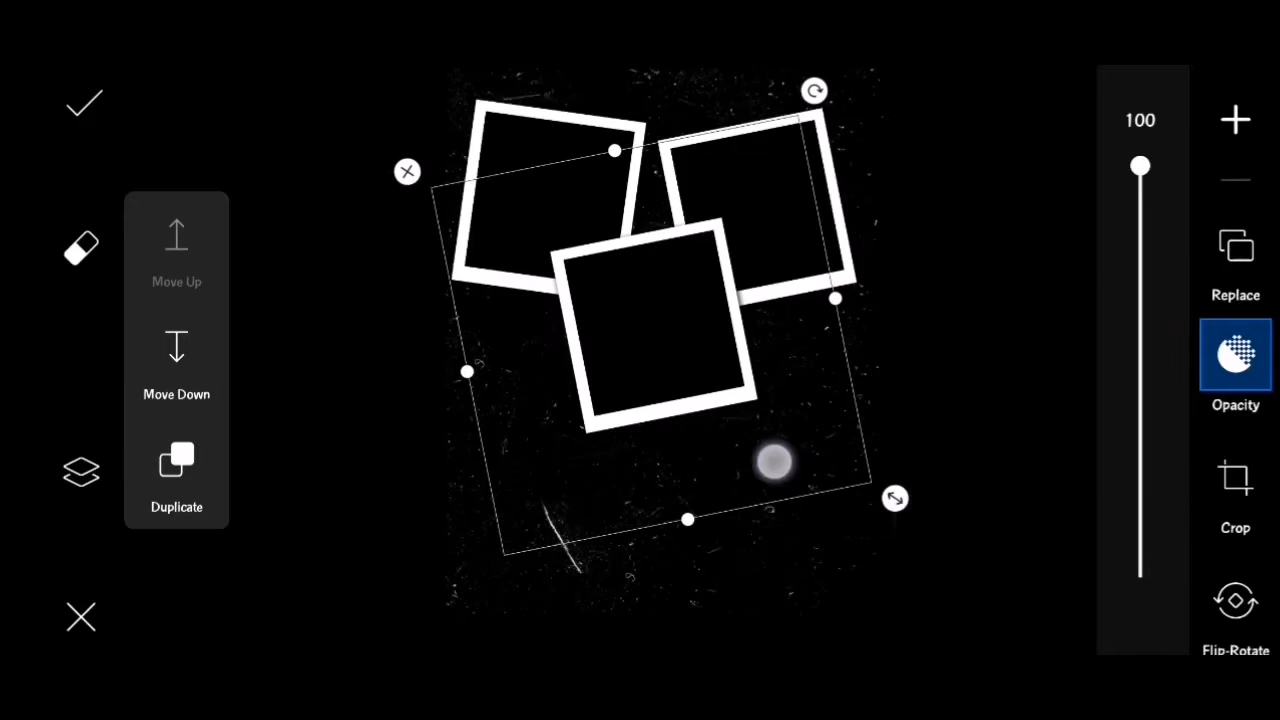 100
Move Up
Replace
Move Down
Opacity
Duplicate
Crop
Flip-Rotate